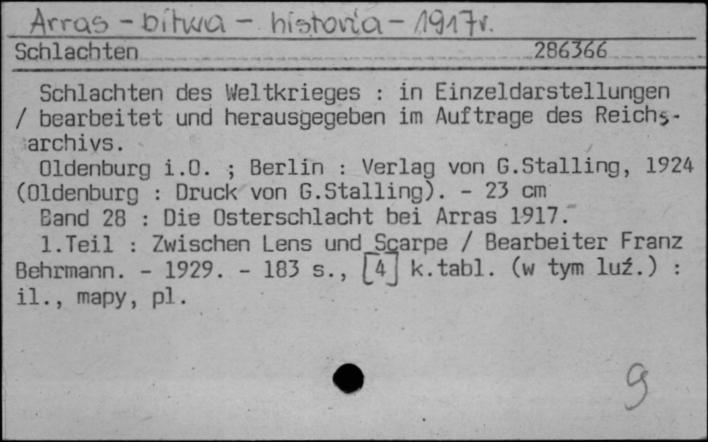 Arras - bitwa - historia - 1917r.
Schlachten 286366
Schlachten des Weltkrieges : in Einzeldarstellungen
/ bearbeitet und herausgegeben im Auftrage des Reichs-
archivs.
Oldenburg i.O. ; Berlin : Verlag von G.Stalling, 1924
(Oldenburg : Druck von G.Stalling). - 23 cm
Band 28 : Die Osterschlacht bei Arras 1917.
1.Teil : Zwischen Lens und Scarpe / Bearbeiter Franz
Behrmann. - 1929. - 183 s., [4] k.tabl. (w tym luź.) :
il., mapy, pl.
g